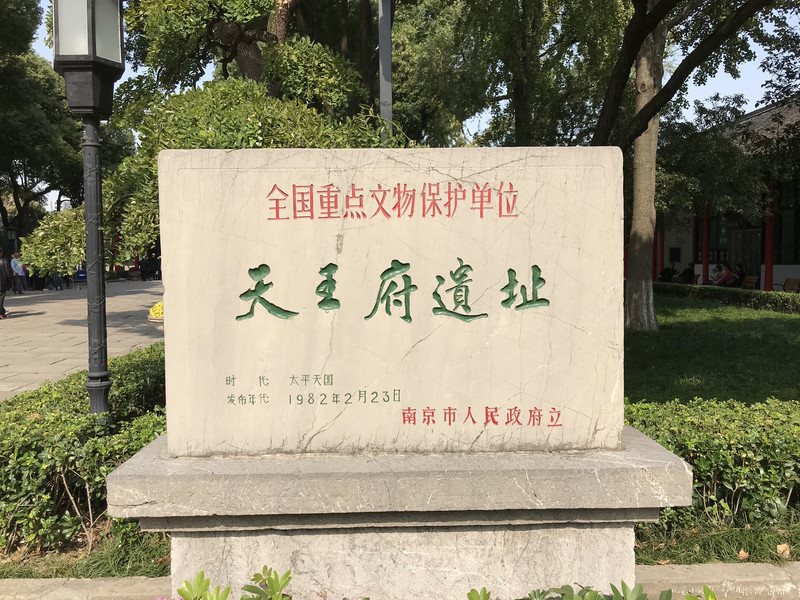 全国重点文物保护单位
天王府遺址
时代 太平天国
发布年代 1982年2月23日
南京市人民政府立